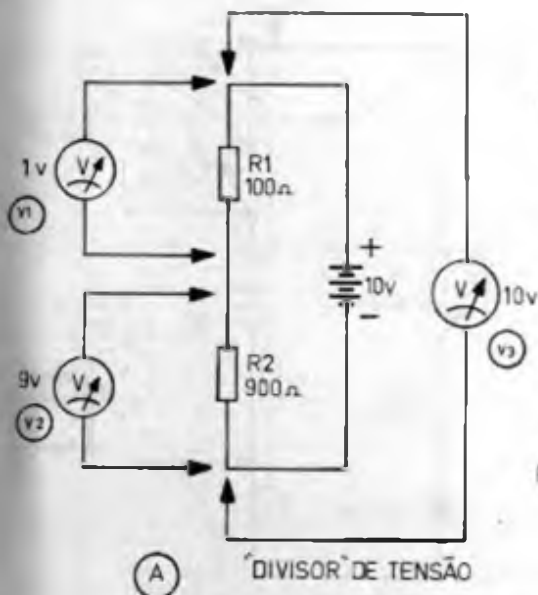 1v
V
V1
R1
100Ω
+
10v
-
V
10v
V3
9v
V
V2
R2
900Ω
A
"DIVISOR" DE TENSÃO